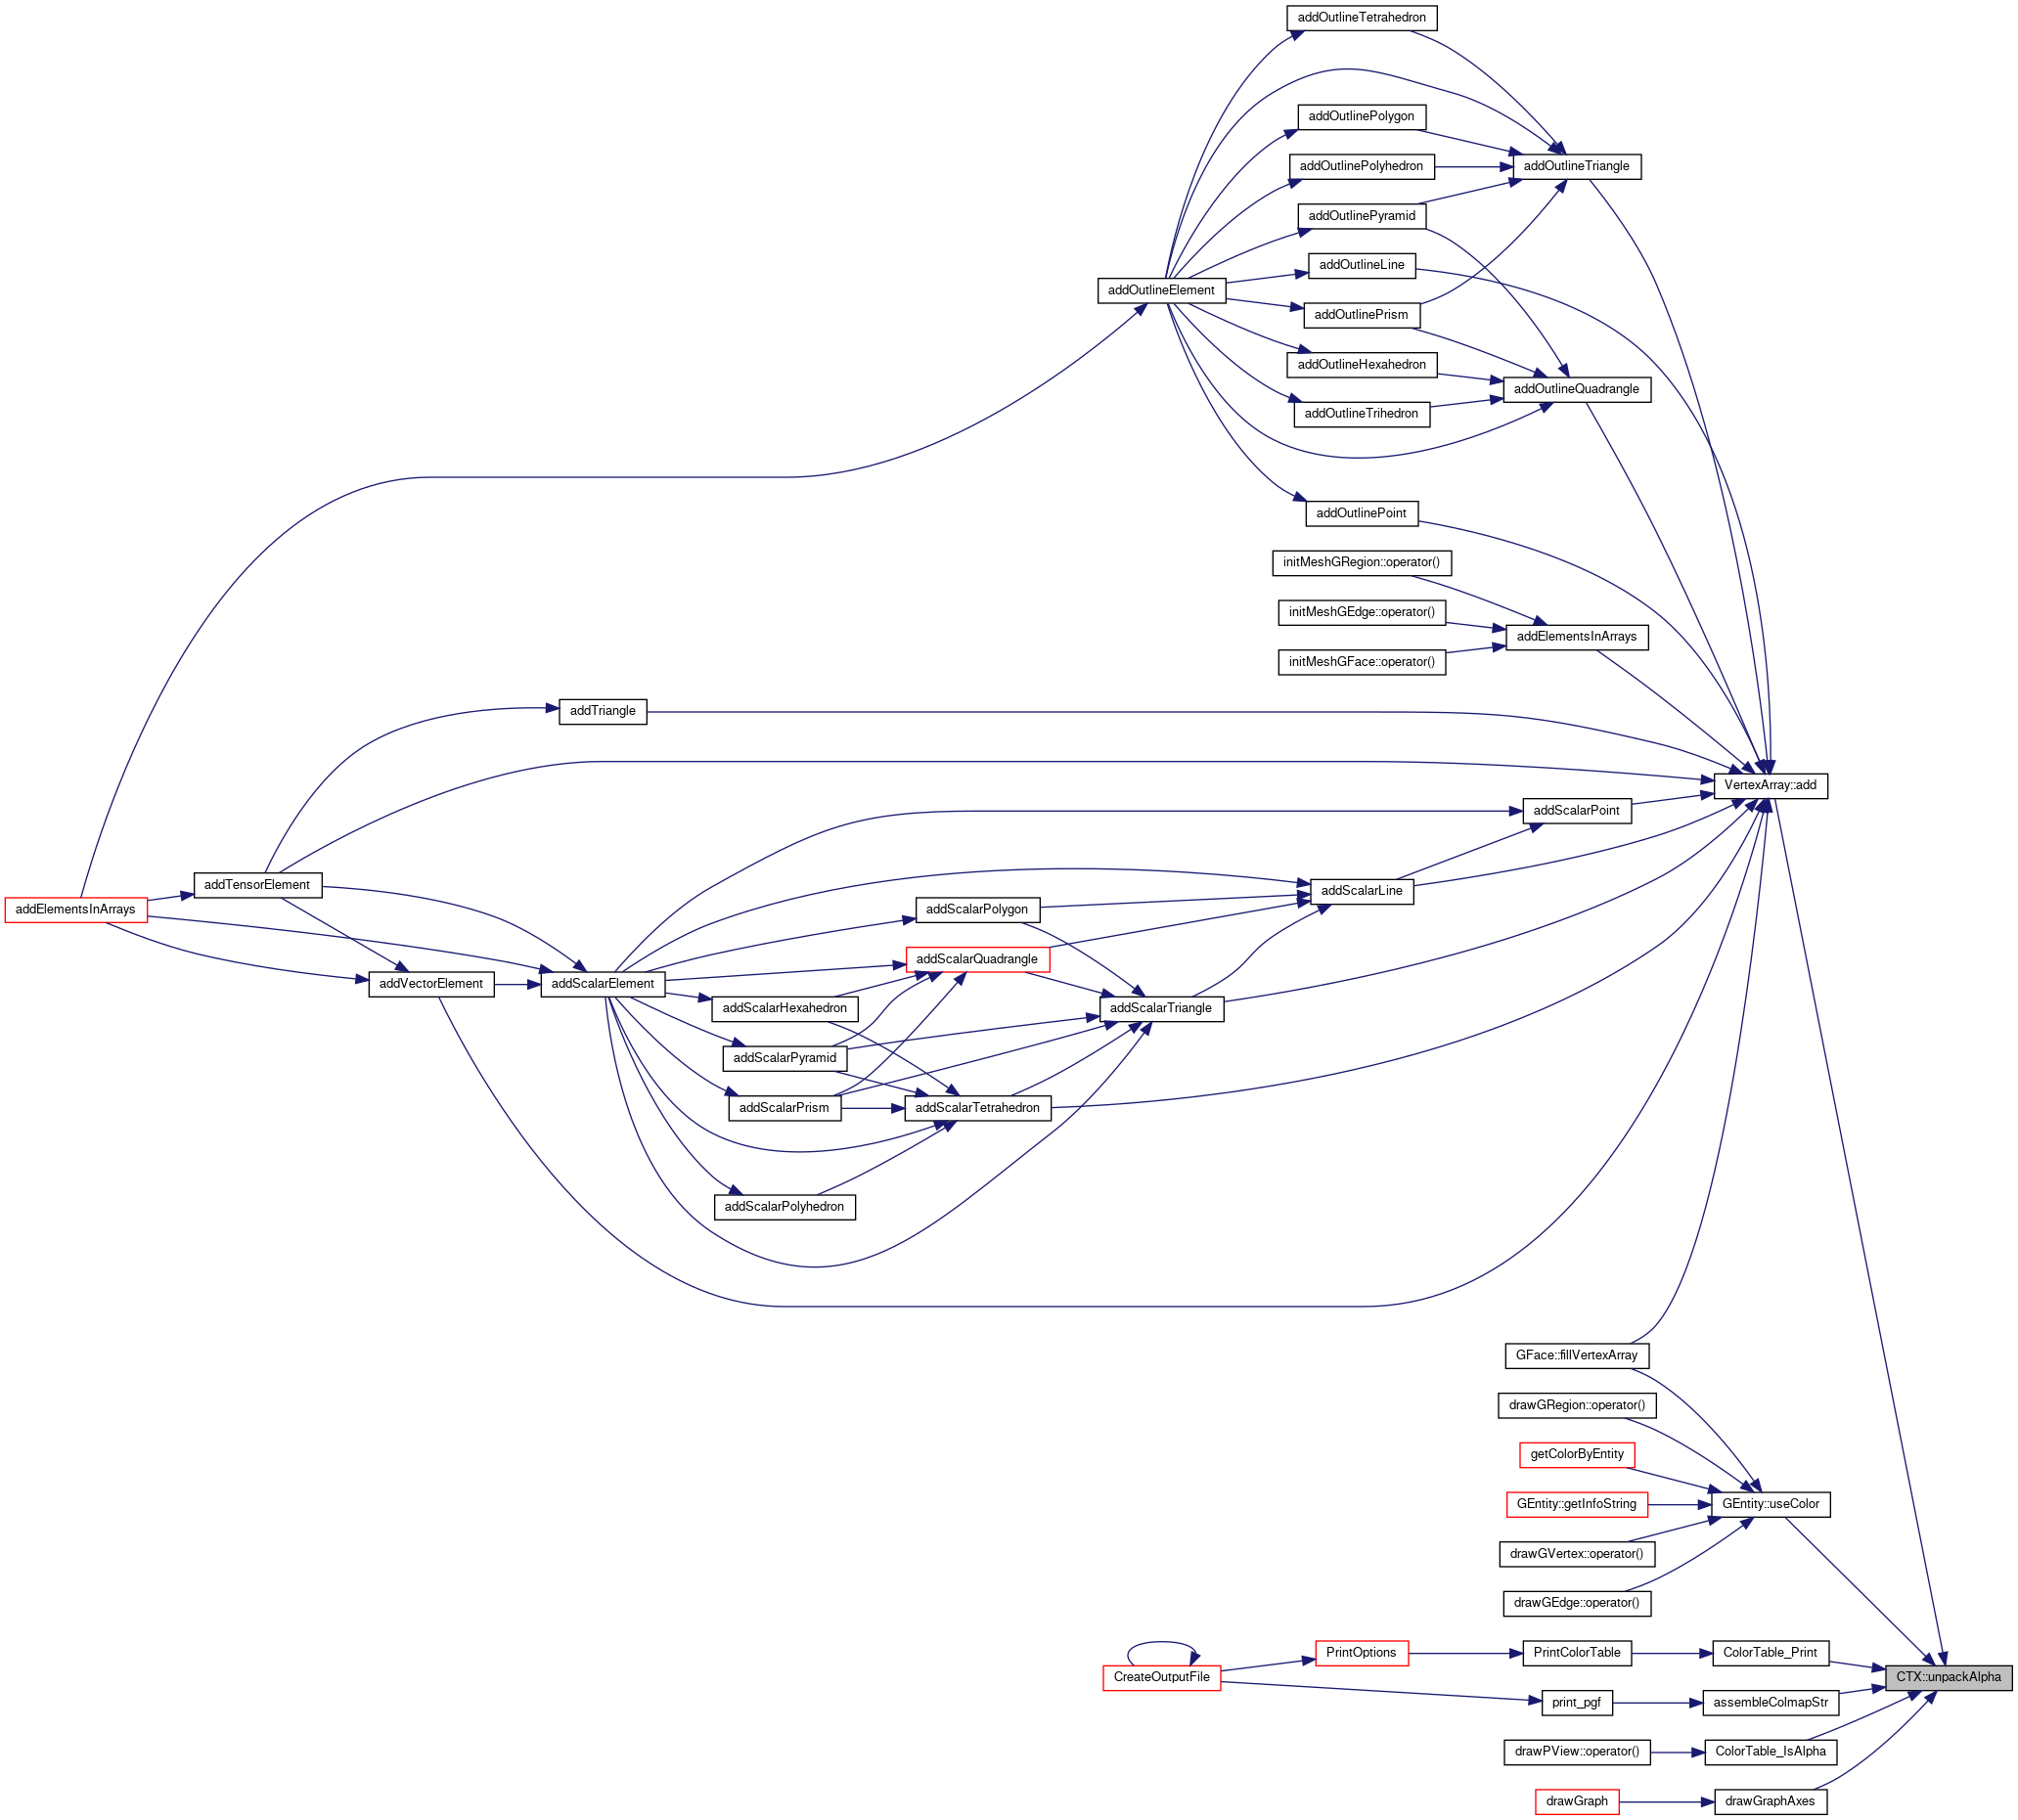 addOutlineTetrahedron
addOutlinePolygon
addOutlinePolyhedron
addOutlineTriangle
addOutlinePyramid
addOutlineLine
addOutlineElement
addOutlinePrism
addOutlineHexahedron
addOutlineQuadrangle
addOutlineTrihedron
addOutlinePoint
initMeshGRegion::operator()
initMeshGEdge::operator()
addElementsInArrays
initMeshGFace::operator()
addTriangle
VertexArray::add
addScalarPoint
addTensorElement
addScalarLine
addElementsInArrays
addScalarPolygon
addScalarQuadrangle
addVectorElement
addScalarElement
addScalarHexahedron
addScalarTriangle
addScalarPyramid
addScalarPrism
addScalarTetrahedron
addScalarPolyhedron
GFace::fillVertexArray
drawGRegion::operator()
getColorByEntity
GEntity::getInfoString
GEntity::useColor
drawGVertex::operator()
drawGEdge::operator()
PrintOptions
PrintColorTable
ColorTable_Print
CreateOutputFile
CTX::unpackAlpha
print_pgf
assembleColmapStr
drawPView::operator()
ColorTable_IsAlpha
drawGraph
drawGraphAxes